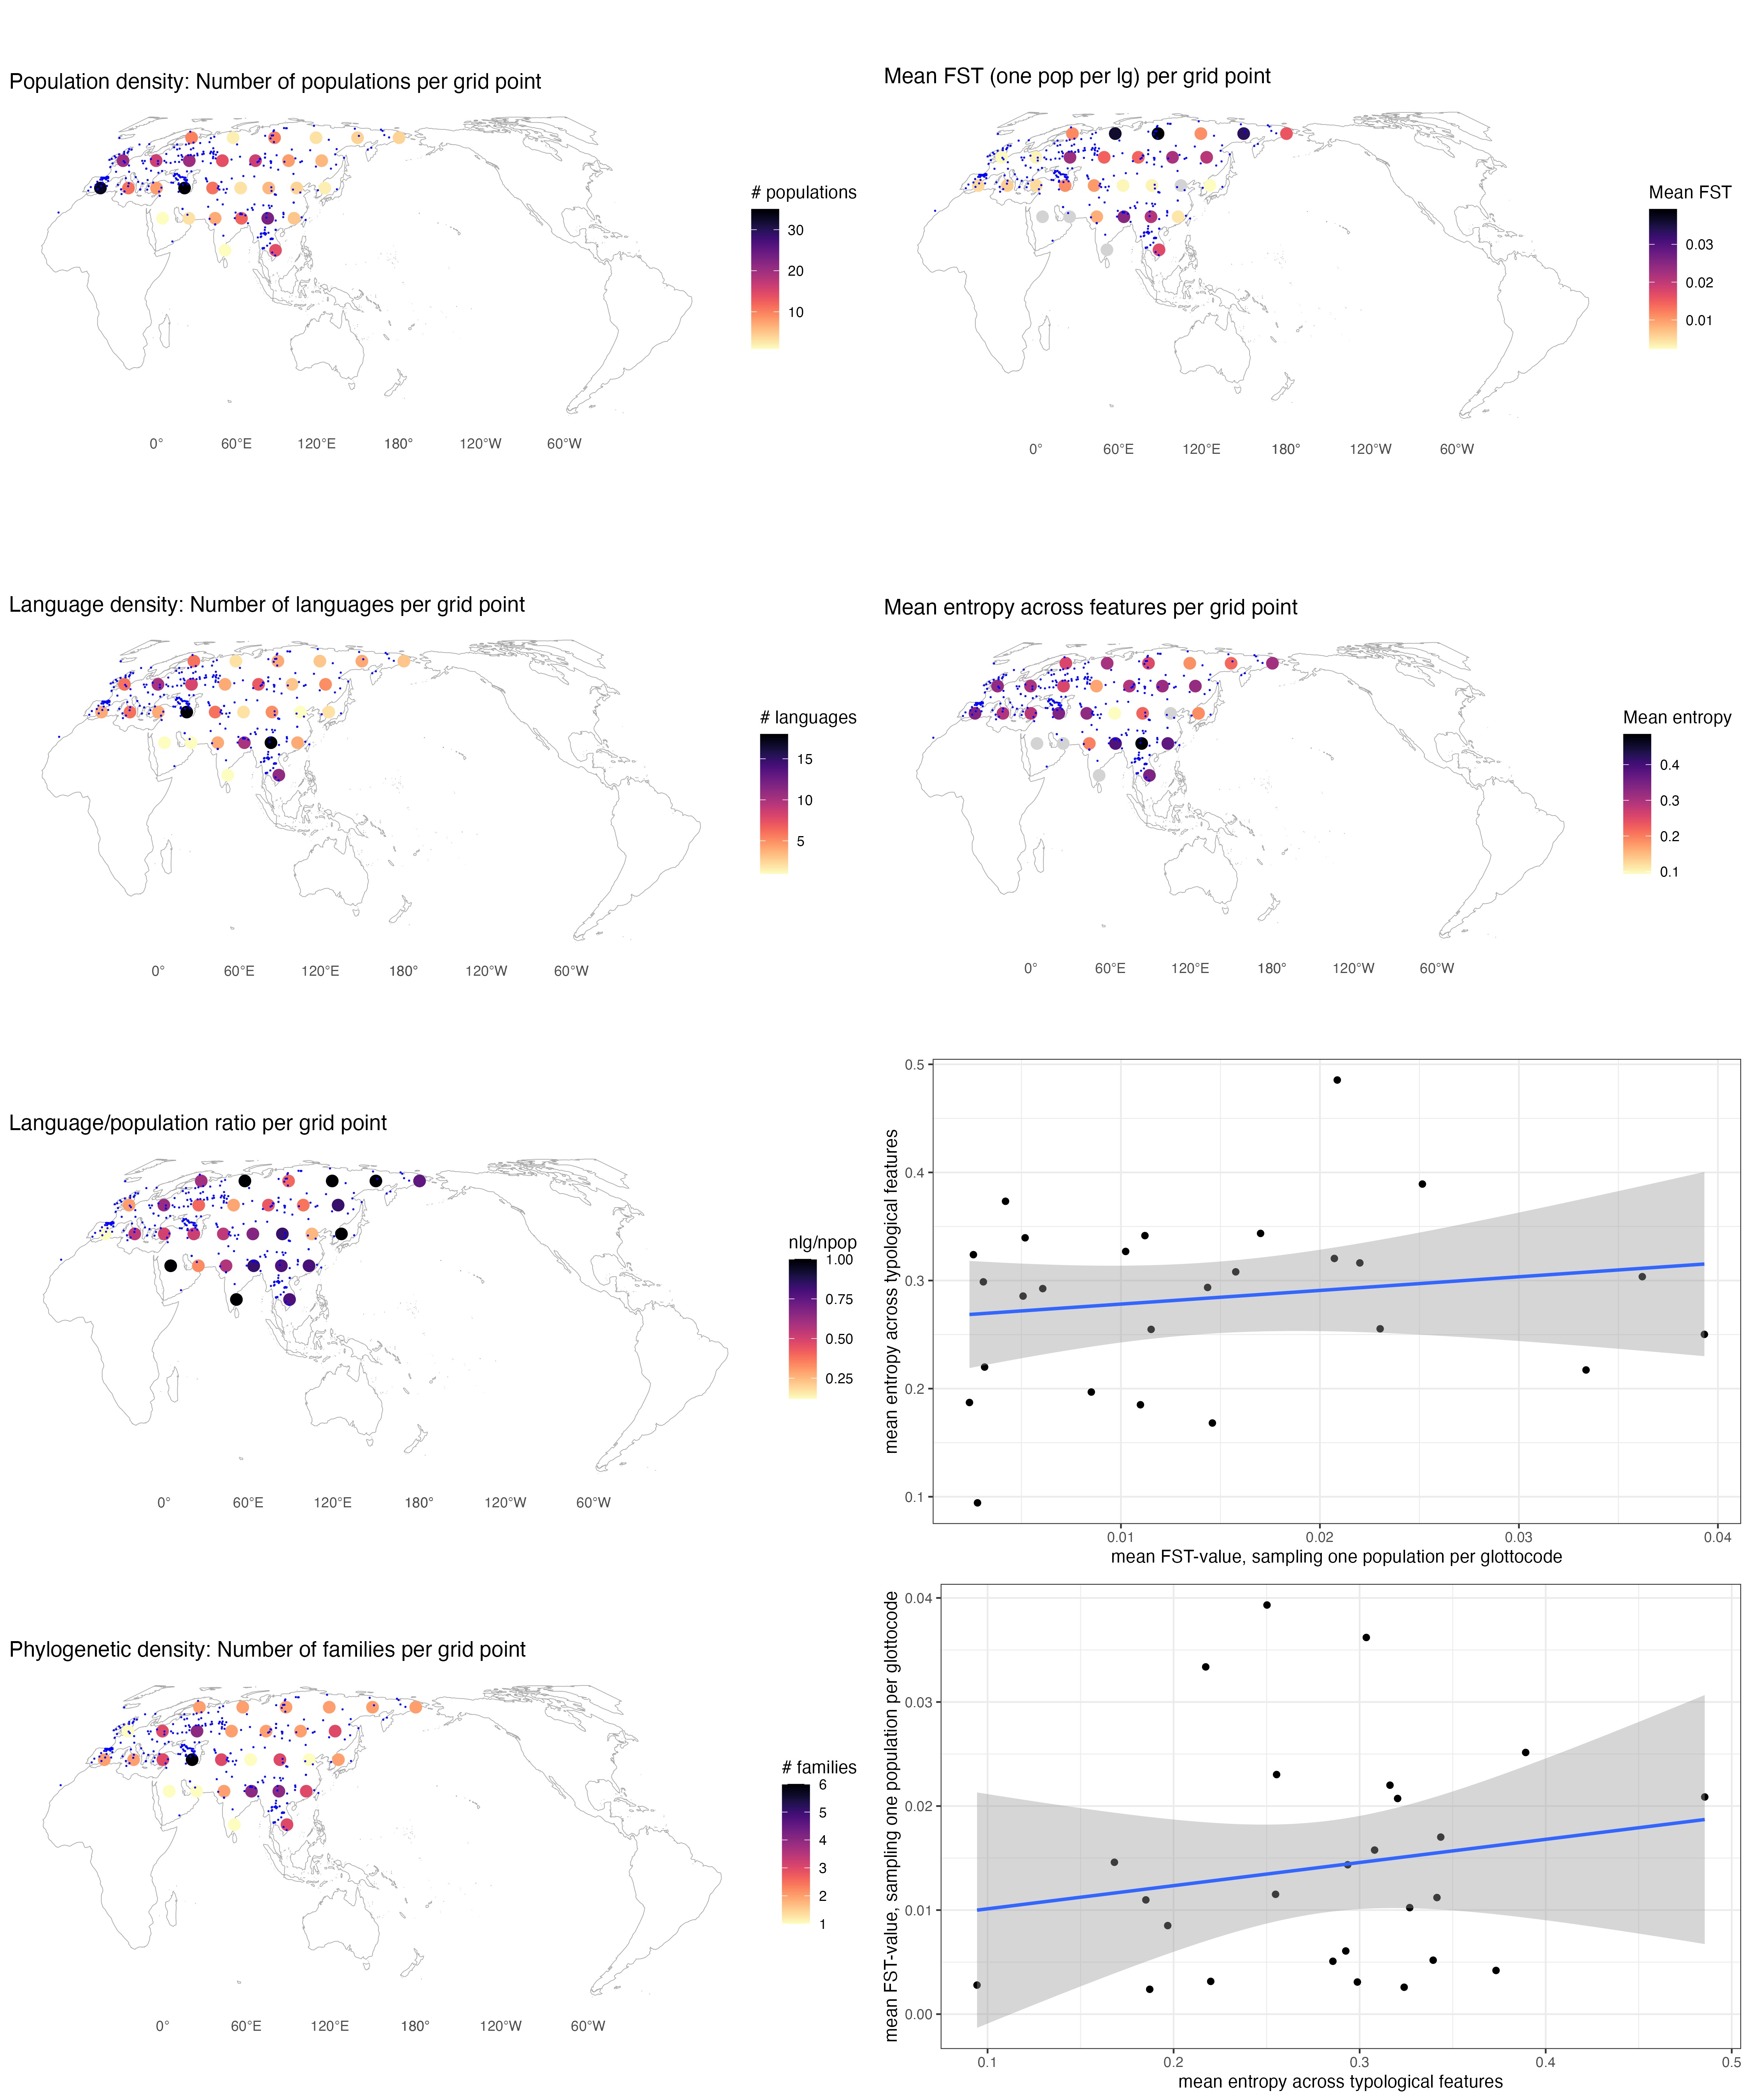 Population density: Number of populations per grid point
# populations
30
20
10
0° 60°E 120°E 180° 120°W 60°W
Mean FST (one pop per lg) per grid point
Mean FST
0.03
0.02
0.01
0° 60°E 120°E 180° 120°W 60°W
Language density: Number of languages per grid point
# languages
15
10
5
0° 60°E 120°E 180° 120°W 60°W
Mean entropy across features per grid point
Mean entropy
0.4
0.3
0.2
0.1
0° 60°E 120°E 180° 120°W 60°W
Language/population ratio per grid point
nlg/npop
1.00
0.75
0.50
0.25
0° 60°E 120°E 180° 120°W 60°W
mean entropy across typological features
0.5
0.4
0.3
0.2
0.1
0.01 0.02 0.03 0.04
mean FST-value, sampling one population per glottocode
Phylogenetic density: Number of families per grid point
# families
6
5
4
3
2
1
0° 60°E 120°E 180° 120°W 60°W
mean FST-value, sampling one population per glottocode
0.04
0.03
0.02
0.01
0.00
0.1 0.2 0.3 0.4 0.5
mean entropy across typological features